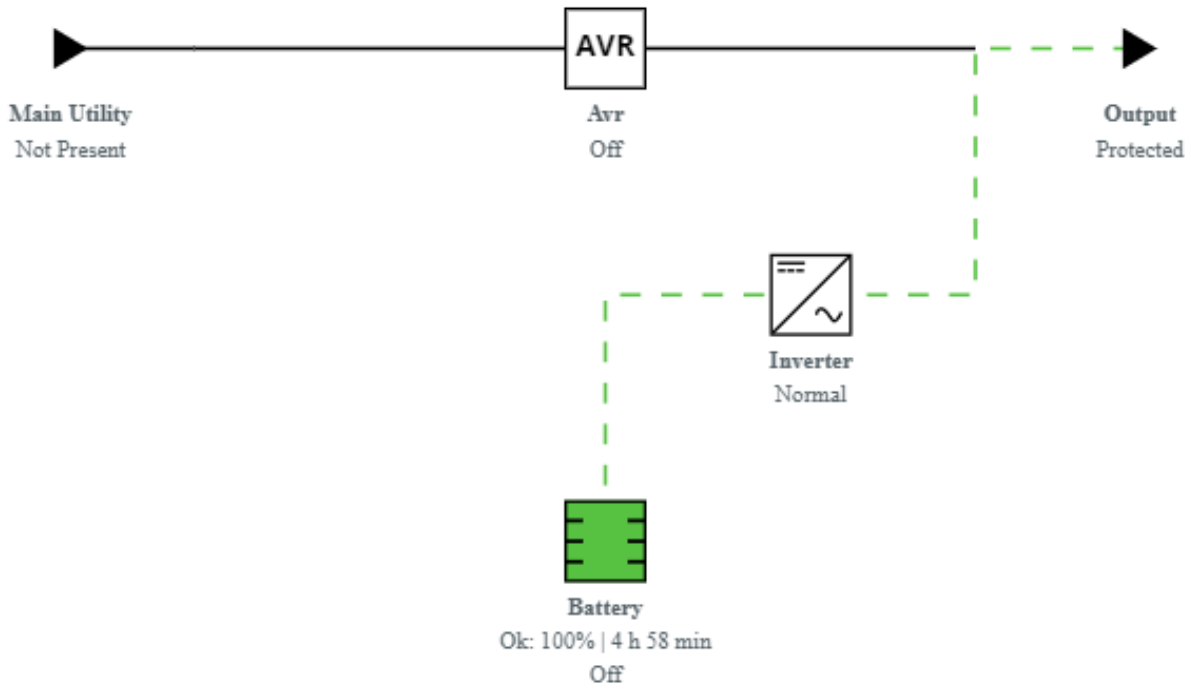 AVR
Main Utility
Not Present
Avr
Off
Output
Protected
Inverter
Normal
Battery
Ok: 100% | 4 h 58 min
Off